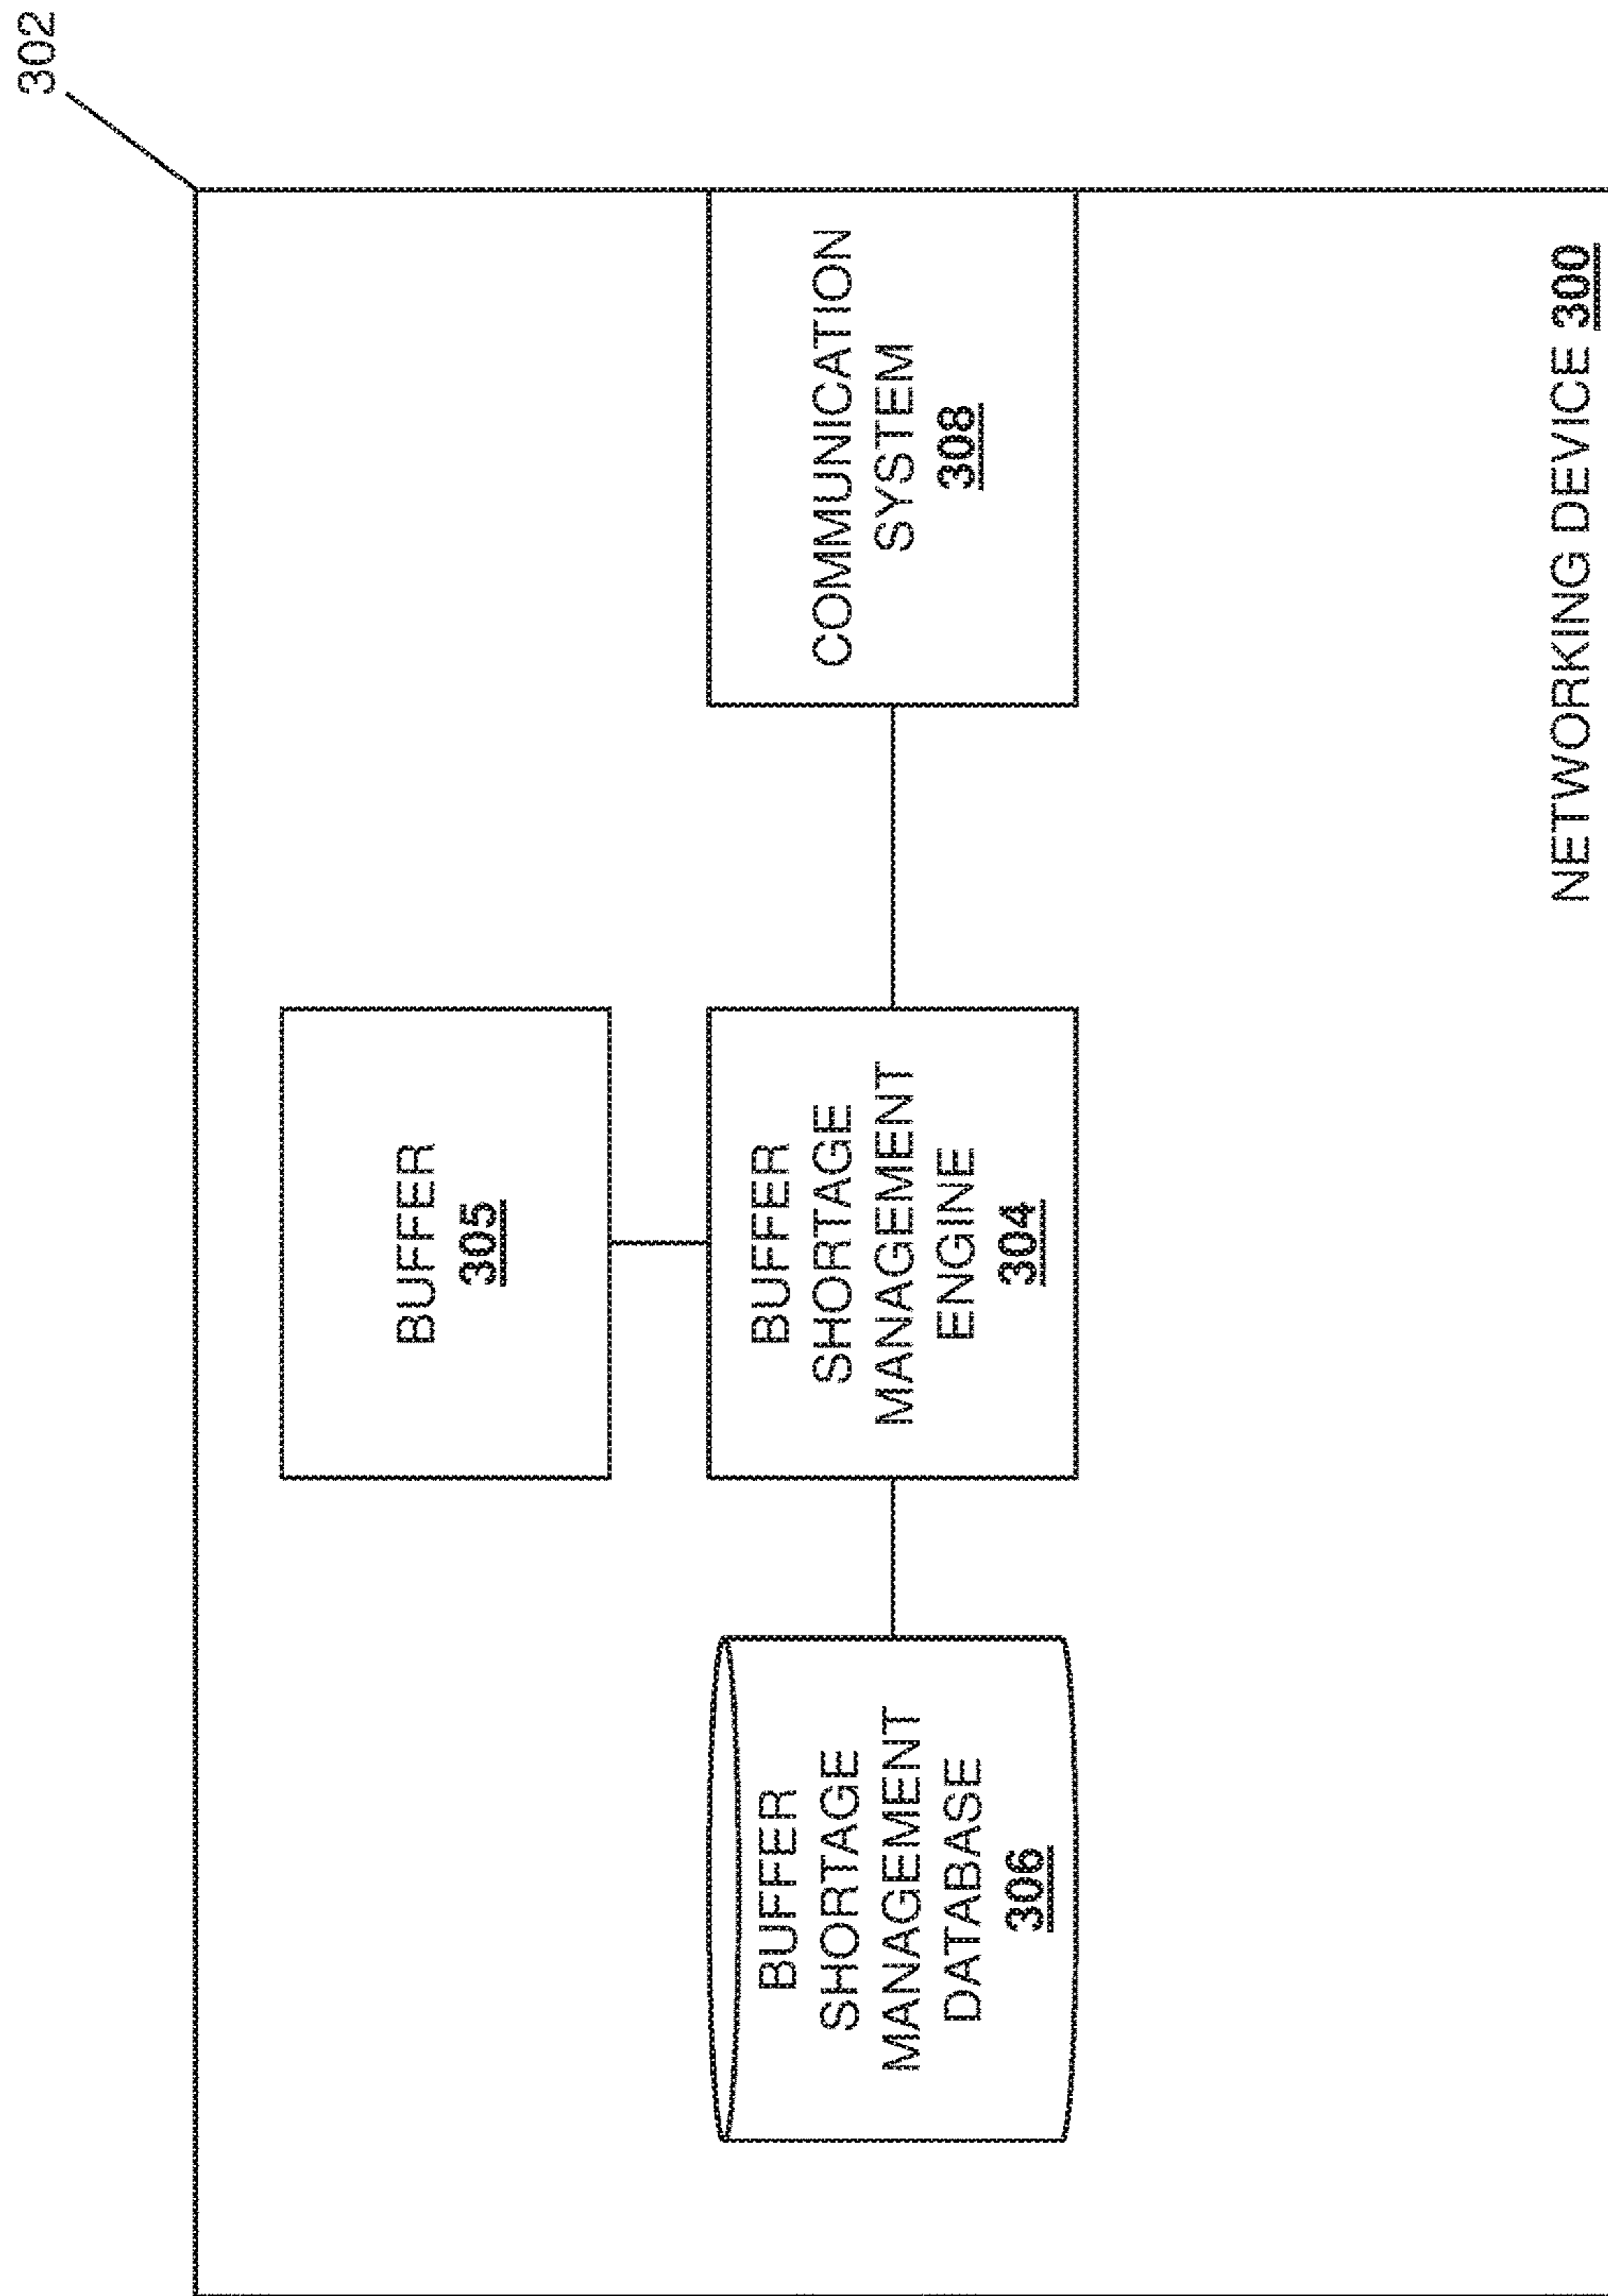 302
BUFFER
305
BUFFER
SHORTAGE
MANAGEMENT
DATABASE
306
BUFFER
SHORTAGE
MANAGEMENT
ENGINE
304
COMMUNICATION
SYSTEM
308
NETWORKING DEVICE 300